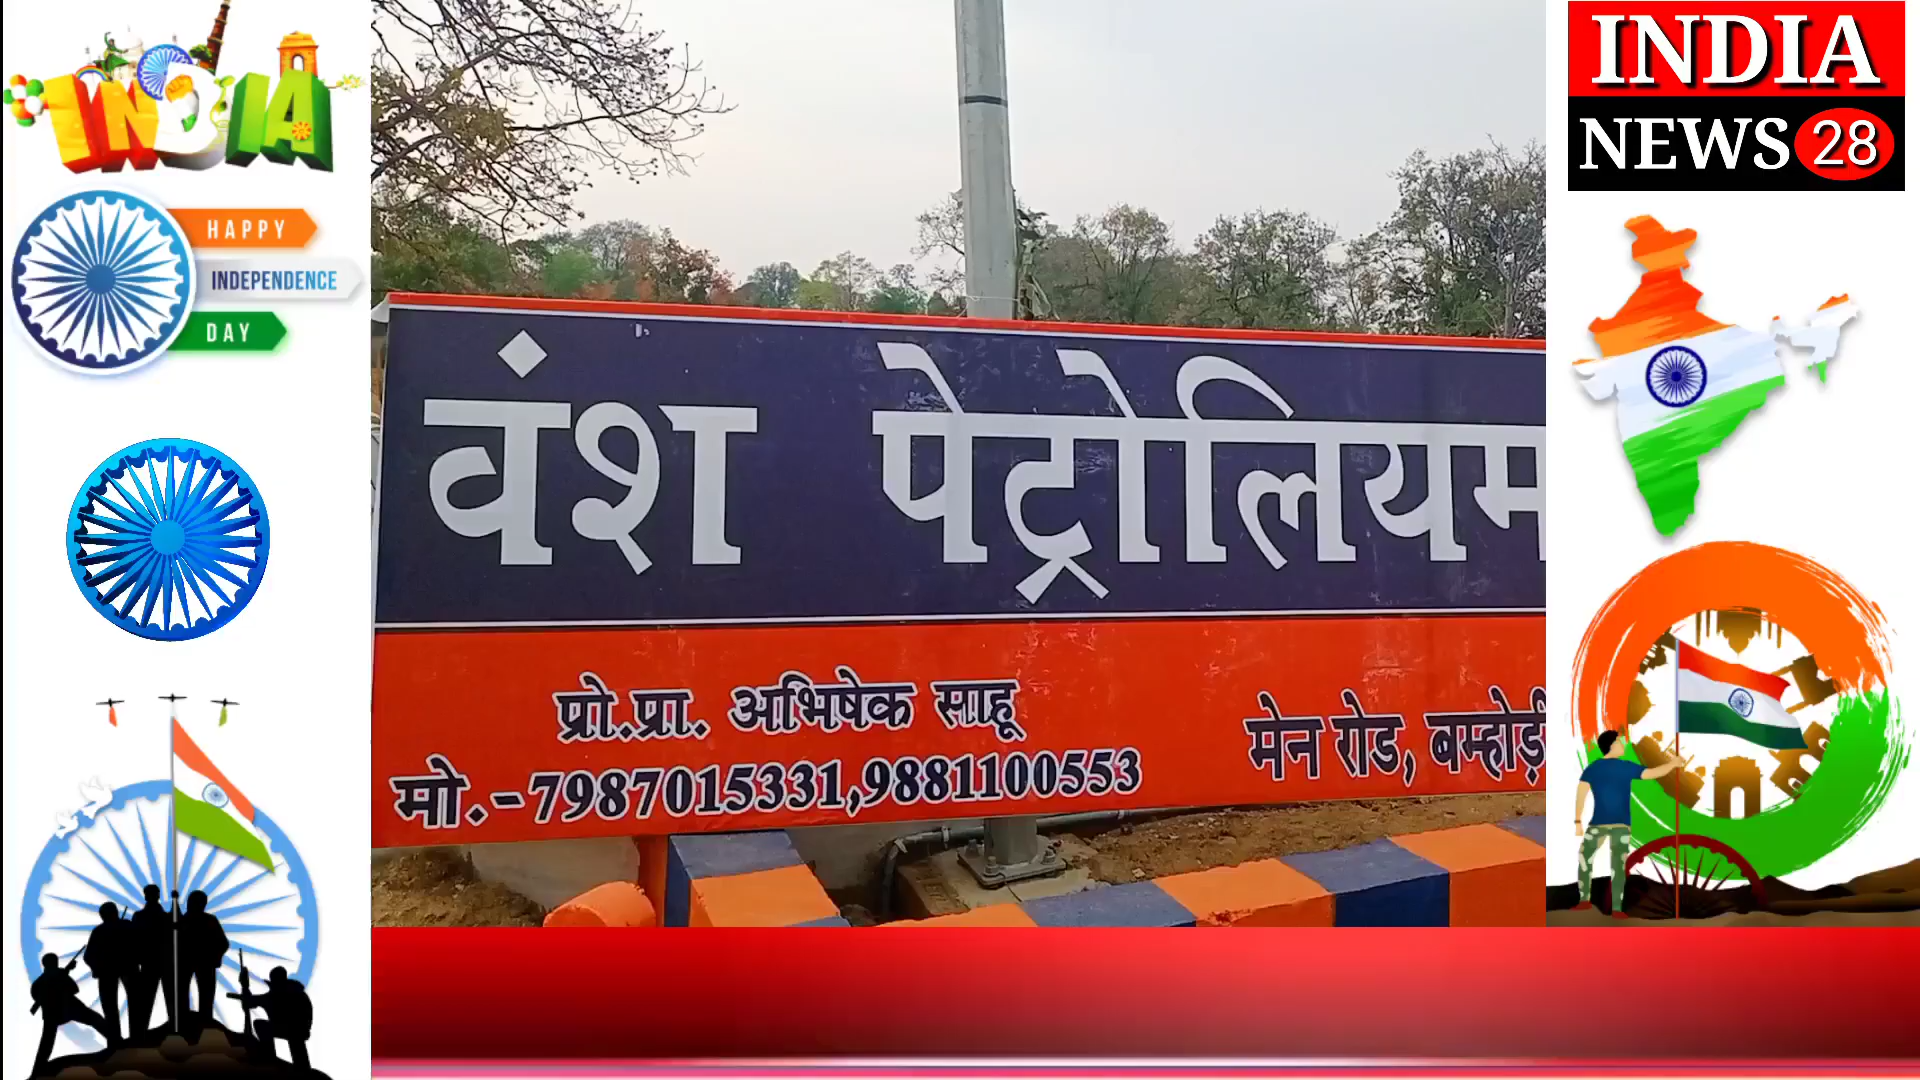 INDIA
HAPPY
INDEPENDENCE
DAY
INDIA
NEWS 28
वंश पेट्रोलियम
प्रो.प्रा. अभिषेक साहू
मो.-7987015331,9881100553
मेन रोड, बम्होड़ी